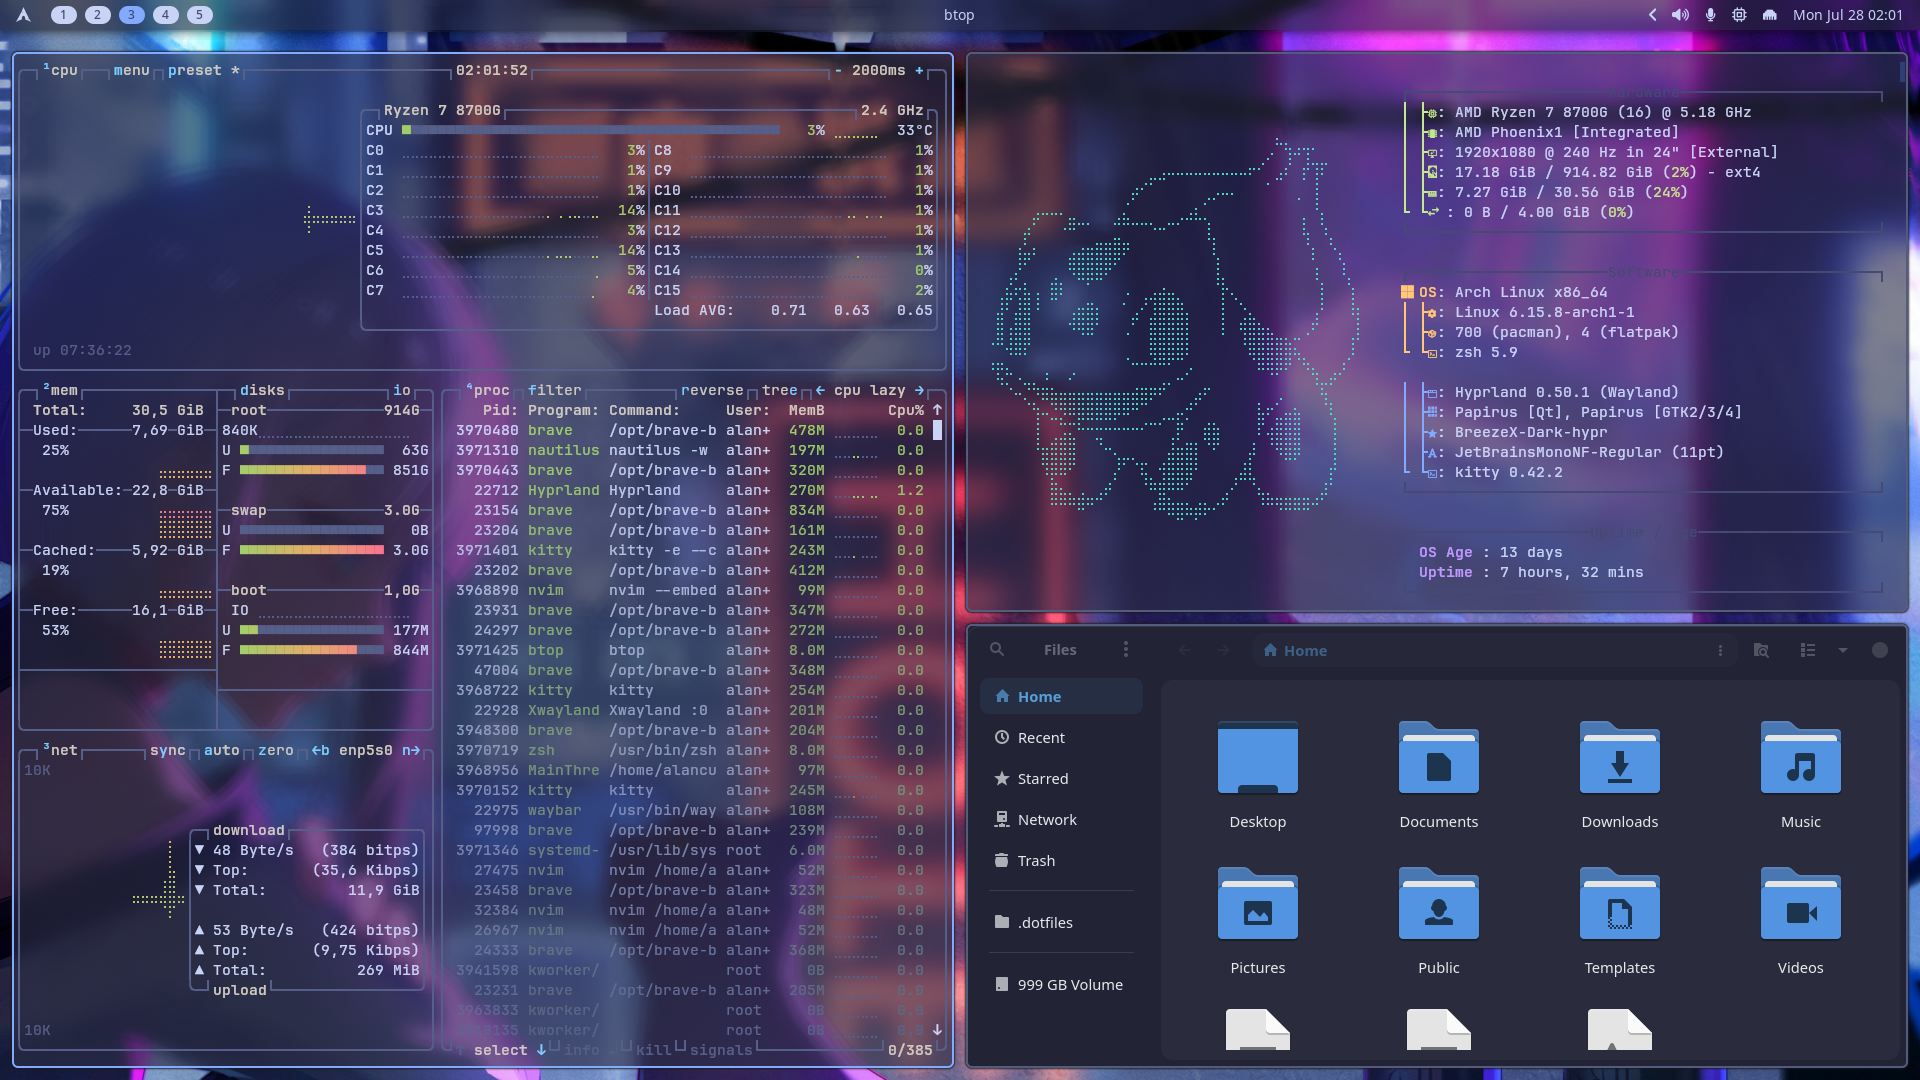 1 2 3 4 5
btop
Mon Jul 28 02:01
1cpu menu preset * 02:01:52 - 2000ms +
Ryzen 7 8700G 2.4 GHz
CPU 3% 33°C
C0 3% C8 1%
C1 1% C9 1%
C2 1% C10 1%
C3 14% C11 1%
C4 3% C12 1%
C5 14% C13 1%
C6 5% C14 0%
C7 4% C15 2%
Load AVG: 0.71 0.63 0.65
up 07:36:22
2mem disks io
Total: 30,5 GiB
Used: 7,69 GiB
25%
Available: 22,8 GiB
75%
Cached: 5,92 GiB
19%
Free: 16,1 GiB
53%
root 914G
840K
U 63G
F 851G
swap 3.0G
U 0B
F 3.0G
boot 1,0G
IO
U 177M
F 844M
3net sync auto zero ←b enp5s0 n→
10K
download
▼ 48 Byte/s (384 bitps)
▼ Top: (35,6 Kibps)
▼ Total: 11,9 GiB
▲ 53 Byte/s (424 bitps)
▲ Top: (9,75 Kibps)
▲ Total: 269 MiB
upload
10K
4proc filter reverse tree ← cpu lazy →
Pid: Program: Command: User: MemB Cpu% ↑
3970480 brave /opt/brave-b alan+ 478M 0.0
3971310 nautilus nautilus -w alan+ 197M 0.0
3970443 brave /opt/brave-b alan+ 320M 0.0
22712 Hyprland Hyprland alan+ 270M 1.2
23154 brave /opt/brave-b alan+ 834M 0.0
23204 brave /opt/brave-b alan+ 161M 0.0
3971401 kitty kitty -e --c alan+ 243M 0.0
23202 brave /opt/brave-b alan+ 412M 0.0
3968890 nvim nvim --embed alan+ 99M 0.0
23931 brave /opt/brave-b alan+ 347M 0.0
24297 brave /opt/brave-b alan+ 272M 0.0
3971425 btop btop alan+ 8.0M 0.0
47004 brave /opt/brave-b alan+ 348M 0.0
3968722 kitty kitty alan+ 254M 0.0
22928 Xwayland Xwayland :0 alan+ 201M 0.0
3948300 brave /opt/brave-b alan+ 204M 0.0
3970719 zsh /usr/bin/zsh alan+ 8.0M 0.0
3968956 MainThre /home/alancu alan+ 97M 0.0
3970152 kitty kitty alan+ 245M 0.0
22975 waybar /usr/bin/way alan+ 108M 0.0
97998 brave /opt/brave-b alan+ 239M 0.0
3971346 systemd- /usr/lib/sys root 6.0M 0.0
27475 nvim nvim /home/a alan+ 52M 0.0
23458 brave /opt/brave-b alan+ 323M 0.0
32384 nvim nvim /home/a alan+ 48M 0.0
26967 nvim nvim /home/a alan+ 52M 0.0
24333 brave /opt/brave-b alan+ 368M 0.0
3941598 kworker/ root 0B 0.0
23231 brave /opt/brave-b alan+ 205M 0.0
3963833 kworker/ root 0B 0.0
kworker/ root 0B 0.0 ↓
select ↓ info kill signals 0/385
Hardware
: AMD Ryzen 7 8700G (16) @ 5.18 GHz
: AMD Phoenix1 [Integrated]
: 1920x1080 @ 240 Hz in 24" [External]
: 17.18 GiB / 914.82 GiB (2%) - ext4
: 7.27 GiB / 30.56 GiB (24%)
: 0 B / 4.00 GiB (0%)
Software
OS: Arch Linux x86_64
: Linux 6.15.8-arch1-1
: 700 (pacman), 4 (flatpak)
: zsh 5.9
: Hyprland 0.50.1 (Wayland)
: Papirus [Qt], Papirus [GTK2/3/4]
: BreezeX-Dark-hypr
: JetBrainsMonoNF-Regular (11pt)
: kitty 0.42.2
Uptime /
OS Age : 13 days
Uptime : 7 hours, 32 mins
Files
Home
Home
Recent
Starred
Network
Trash
.dotfiles
999 GB Volume
Desktop Documents Downloads Music
Pictures Public Templates Videos